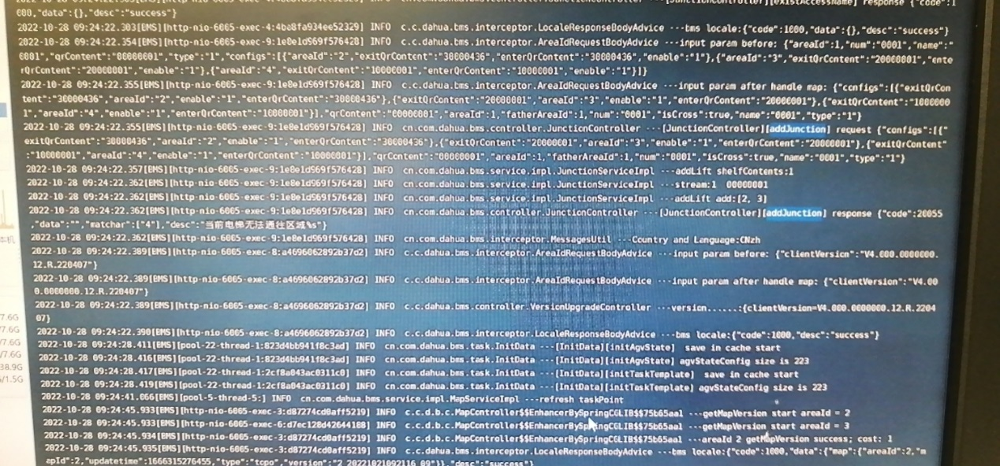 000,"data":{},"desc":"success"}
2022-10-28 09:24:22.303[EMS][http-nio-6065-exec-4:4ba8fa934ee52329] INFO c.c.dahua.bms.interceptor.LocaleResponseBodyAdvice ---bms locale:{"code":1000,"data":{},"desc":"success"}
2022-10-28 09:24:22.354[EMS][http-nio-6065-exec-9:1e8e1d969f576428] INFO c.c.dahua.bms.interceptor.AreaIdRequestBodyAdvice ---input param before: {"areaId":1,"num":"0001","name":"
0001","qrContent":"00000001","type":"1","configs":[{"areaId":"2","exitQrContent":"30000436","enterQrContent":"30000436","enable":"1"},{"areaId":"3","exitQrContent":"20000001","ente
rQrContent":"20000001","enable":"1"},{"areaId":"4","exitQrContent":"10000001","enterQrContent":"10000001","enable":"1"}]}
2022-10-28 09:24:22.355[EMS][http-nio-6065-exec-9:1e8e1d969f576428] INFO c.c.dahua.bms.interceptor.AreaIdRequestBodyAdvice ---input param after handle map: {"configs":[{"exitQrCon
tent":"30000436","areaId":"2","enable":"1","enterQrContent":"30000436"},{"exitQrContent":"20000001","areaId":"3","enable":"1","enterQrContent":"20000001"},{"exitQrContent":"1000000
1","areaId":"4","enable":"1","enterQrContent":"10000001"}],"qrContent":"00000001","areaId":1,"fatherAreaId":1,"num":"0001","isCross":true,"name":"0001","type":"1"}
2022-10-28 09:24:22.355[EMS][http-nio-6065-exec-9:1e8e1d969f576428] INFO cn.com.dahua.bms.controller.JunctionController ---[JunctionController][addJunction] request {"configs":[{"
exitQrContent":"30000436","areaId":"2","enable":"1","enterQrContent":"30000436"},{"exitQrContent":"20000001","areaId":"3","enable":"1","enterQrContent":"20000001"},{"exitQrContent"
:"10000001","areaId":"4","enable":"1","enterQrContent":"10000001"}],"qrContent":"00000001","areaId":1,"fatherAreaId":1,"num":"0001","isCross":true,"name":"0001","type":"1"}
2022-10-28 09:24:22.357[EMS][http-nio-6065-exec-9:1e8e1d969f576428] INFO cn.com.dahua.bms.service.impl.JunctionServiceImpl ---addLift shelfContents:1
2022-10-28 09:24:22.362[EMS][http-nio-6065-exec-9:1e8e1d969f576428] INFO cn.com.dahua.bms.service.impl.JunctionServiceImpl ---stream:1 00000001
2022-10-28 09:24:22.362[EMS][http-nio-6065-exec-9:1e8e1d969f576428] INFO cn.com.dahua.bms.service.impl.JunctionServiceImpl ---addLift add:[2, 3]
2022-10-28 09:24:22.362[EMS][http-nio-6065-exec-9:1e8e1d969f576428] INFO cn.com.dahua.bms.controller.JunctionController ---[JunctionController][addJunction] response {"code":20055
,"data":"","matchar":["4"],"desc":"当前电梯无法通往区域%s"}
2022-10-28 09:24:22.362[EMS][http-nio-6065-exec-9:1e8e1d969f576428] INFO cn.com.dahua.bms.interceptor.MessagesUtil ---Country and Language:CNzh
2022-10-28 09:24:22.389[EMS][http-nio-6065-exec-8:a4696062892b37d2] INFO c.c.dahua.bms.interceptor.AreaIdRequestBodyAdvice ---input param before: {"clientVersion":"V4.000.0000000.
12.R.220407"}
2022-10-28 09:24:22.389[EMS][http-nio-6065-exec-8:a4696062892b37d2] INFO c.c.dahua.bms.interceptor.AreaIdRequestBodyAdvice ---input param after handle map: {"clientVersion":"V4.00
0.0000000.12.R.220407"}
2022-10-28 09:24:22.389[EMS][http-nio-6065-exec-8:a4696062892b37d2] INFO c.c.dahua.bms.controller.VersionUpgradeController ---version......:{clientVersion=V4.000.0000000.12.R.2204
07}
2022-10-28 09:24:22.390[EMS][http-nio-6065-exec-8:a4696062892b37d2] INFO c.c.dahua.bms.interceptor.LocaleResponseBodyAdvice ---bms locale:{"code":1000,"desc":"success"}
2022-10-28 09:24:28.411[EMS][pool-22-thread-1:823d4bb941f8c3ad] INFO cn.com.dahua.bms.task.InitData ---[InitData][initAgvState] save in cache start
2022-10-28 09:24:28.416[EMS][pool-22-thread-1:823d4bb941f8c3ad] INFO cn.com.dahua.bms.task.InitData ---[InitData][initAgvState] agvStateConfig size is 223
2022-10-28 09:24:28.417[EMS][pool-22-thread-1:2cf8a043ac0311c0] INFO cn.com.dahua.bms.task.InitData ---[InitData][initTaskTemplate] save in cache start
2022-10-28 09:24:28.419[EMS][pool-22-thread-1:2cf8a043ac0311c0] INFO cn.com.dahua.bms.task.InitData ---[InitData][initTaskTemplate] agvStateConfig size is 223
2022-10-28 09:24:41.066[EMS][pool-5-thread-5:] INFO cn.com.dahua.bms.service.impl.MapServiceImpl ---refresh taskPoint
2022-10-28 09:24:45.933[EMS][http-nio-6065-exec-3:d87274cd0aff5219] INFO c.c.d.b.c.MapController$$EnhancerBySpringCGLIB$$75b65aa1 ---getMapVersion start areaId = 2
2022-10-28 09:24:45.933[EMS][http-nio-6065-exec-6:d7ec128d42644188] INFO c.c.d.b.c.MapController$$EnhancerBySpringCGLIB$$75b65aa1 ---getMapVersion start areaId = 3
2022-10-28 09:24:45.934[EMS][http-nio-6065-exec-3:d87274cd0aff5219] INFO c.c.d.b.c.MapController$$EnhancerBySpringCGLIB$$75b65aa1 ---areaId 2 getMapVersion success; cost: 1
2022-10-28 09:24:45.935[EMS][http-nio-6065-exec-3:d87274cd0aff5219] INFO c.c.dahua.bms.interceptor.LocaleResponseBodyAdvice ---bms locale:{"code":1000,"data":{"map":{"areaId":2,"m
apId":2,"updatetime":1666315276455,"type":"topo","version":"2_20221021092116_09"}},"desc":"success"}
本机
7.6G
/7.6G
/7.6G
/7.6G
38.9G
/1.5G